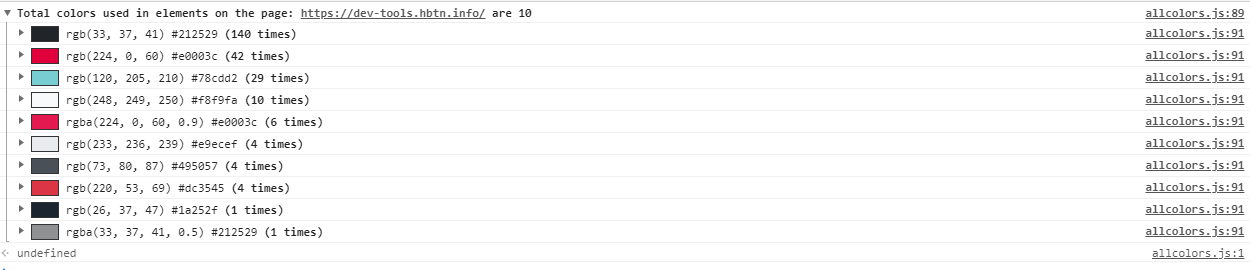 Total colors used in elements on the page: https://dev-tools.hbtn.info/ are 10 allcolors.js:89
rgb(33, 37, 41) #212529 (140 times) allcolors.js:91
rgb(224, 0, 60) #e0003c (42 times) allcolors.js:91
rgb(120, 205, 210) #78cdd2 (29 times) allcolors.js:91
rgb(248, 249, 250) #f8f9fa (10 times) allcolors.js:91
rgba(224, 0, 60, 0.9) #e0003c (6 times) allcolors.js:91
rgb(233, 236, 239) #e9ecef (4 times) allcolors.js:91
rgb(73, 80, 87) #495057 (4 times) allcolors.js:91
rgb(220, 53, 69) #dc3545 (4 times) allcolors.js:91
rgb(26, 37, 47) #1a252f (1 times) allcolors.js:91
rgba(33, 37, 41, 0.5) #212529 (1 times) allcolors.js:91
undefined allcolors.js:1